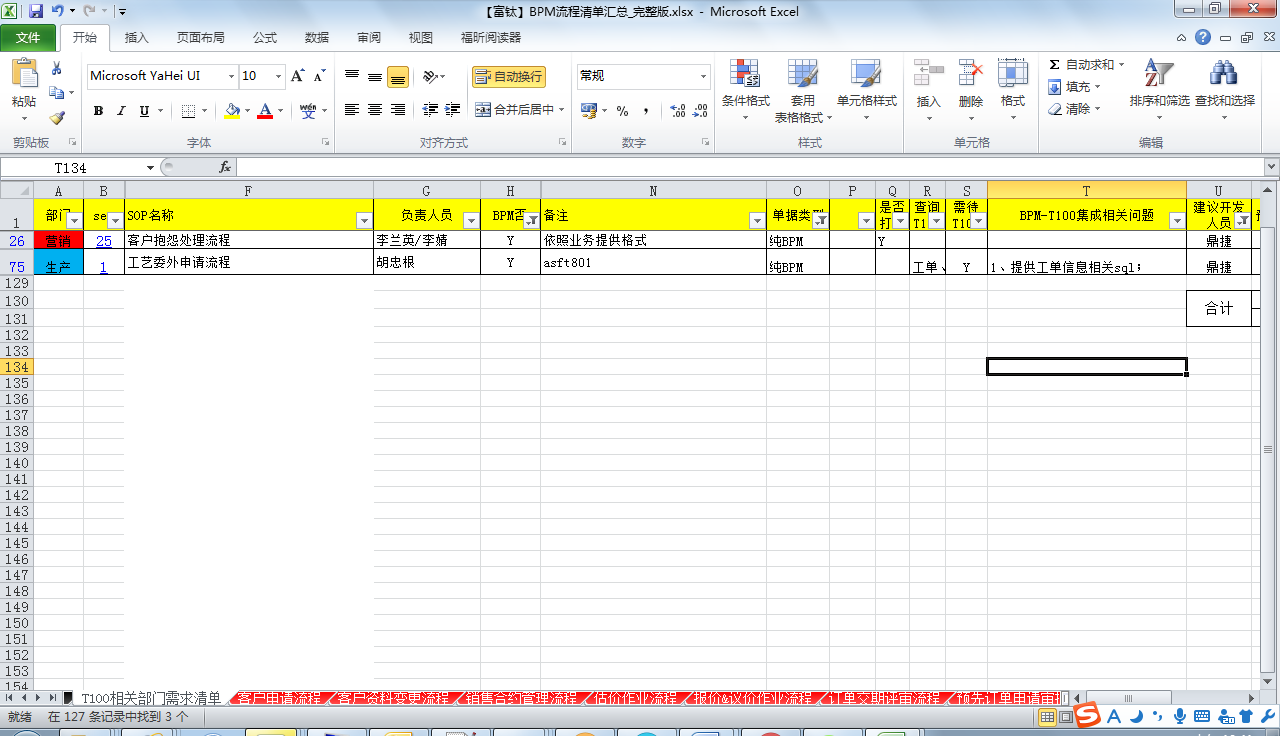 【富钛】BPM流程清单汇总_完整版.xlsx - Microsoft Excel
文件 开始 插入 页面布局 公式 数据 审阅 视图 福昕阅读器
Microsoft YaHei UI 10 自动换行 常规 自动求和
粘贴 条件格式 套用 单元格样式 插入 删除 格式 填充 排序和筛选 查找和选择
B I U A wén 文 合并后居中 % 表格格式 清除
剪贴板 字体 对齐方式 数字 样式 单元格 编辑
T134 fx
A B F G H N O P Q R S T U
1 部门 se SOP名称 负责人员 BPM否 备注 单据类别 是否打 查询T1 需待T10 BPM-T100集成相关问题 建议开发人员
26 营销 25 客户抱怨处理流程 李兰英/李婧 Y 依照业务提供格式 纯BPM Y 鼎捷
75 生产 1 工艺委外申请流程 胡忠根 Y asft801 纯BPM 工单、 Y 1、提供工单信息相关sql; 鼎捷
129
130 合计
131
132
133
134
135
136
137
138
139
140
141
142
143
144
145
146
147
148
149
150
151
152
153
154
T100相关部门需求清单 客户申请流程 客户资料变更流程 销售合约管理流程 估价作业流程 报价&议价作业流程 订单交期评审流程 预先订单申请审
就绪 在 127 条记录中找到 3 个